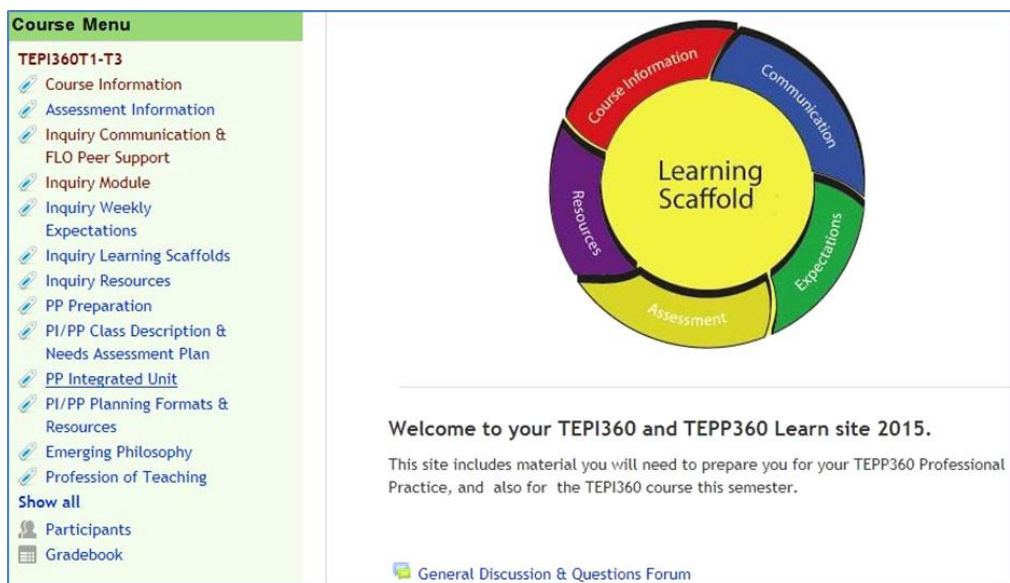 Course Menu
TEPI360T1-T3
Course Information
Assessment Information
Inquiry Communication &
FLO Peer Support
Inquiry Module
Inquiry Weekly
Expectations
Inquiry Learning Scaffolds
Inquiry Resources
PP Preparation
PI/PP Class Description &
Needs Assessment Plan
PP Integrated Unit
PI/PP Planning Formats &
Resources
Emerging Philosophy
Profession of Teaching
Show all
Participants
Gradebook
Course Information
Communication
Expectations
Assessment
Resources
Learning
Scaffold
Welcome to your TEPI360 and TEPP360 Learn site 2015.
This site includes material you will need to prepare you for your TEPP360 Professional
Practice, and also for the TEPI360 course this semester.
General Discussion & Questions Forum